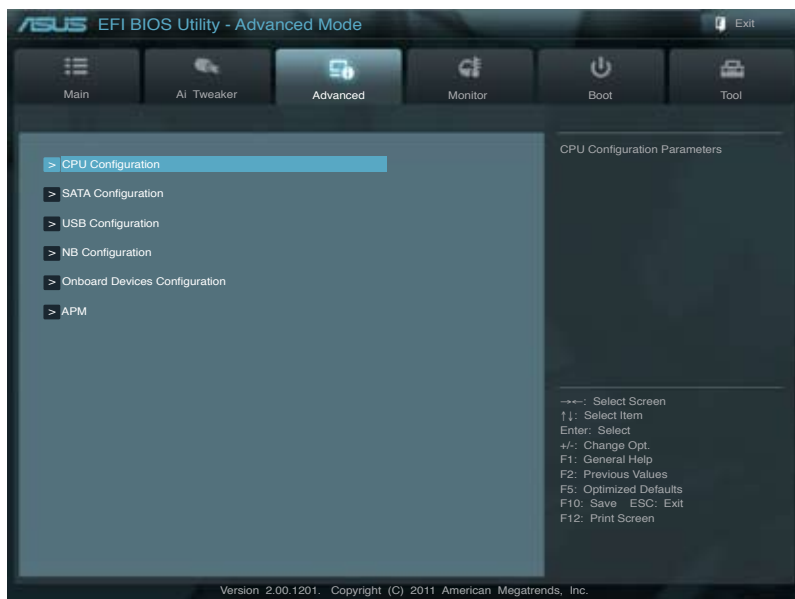 ASUS EFI BIOS Utility - Advanced Mode
Exit
Main
Ai Tweaker
Advanced
Monitor
Boot
Tool
> CPU Configuration
> SATA Configuration
> USB Configuration
> NB Configuration
> Onboard Devices Configuration
> APM
CPU Configuration Parameters
→←: Select Screen
↑↓: Select Item
Enter: Select
+/-: Change Opt.
F1: General Help
F2: Previous Values
F5: Optimized Defaults
F10: Save ESC: Exit
F12: Print Screen
Version 2.00.1201. Copyright (C) 2011 American Megatrends, Inc.